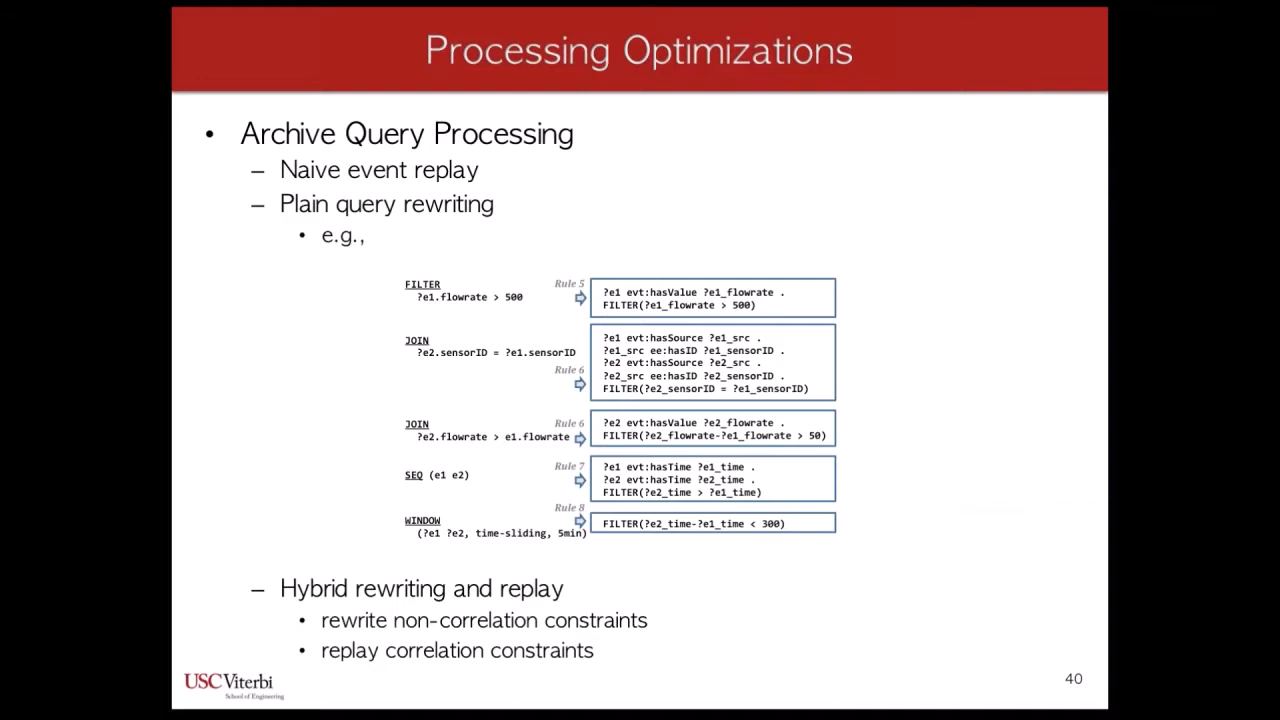 Processing Optimizations
• Archive Query Processing
– Naive event replay
– Plain query rewriting
• e.g.,
FILTER
?e1.flowrate > 500
Rule 5
?e1 evt:hasValue ?e1_flowrate .
FILTER(?e1_flowrate > 500)
JOIN
?e2.sensorID = ?e1.sensorID
Rule 6
?e1 evt:hasSource ?e1_src .
?e1_src ee:hasID ?e1_sensorID .
?e2 evt:hasSource ?e2_src .
?e2_src ee:hasID ?e2_sensorID .
FILTER(?e2_sensorID = ?e1_sensorID)
JOIN
?e2.flowrate > e1.flowrate
Rule 6
?e2 evt:hasValue ?e2_flowrate .
FILTER(?e2_flowrate-?e1_flowrate > 50)
SEQ (e1 e2)
Rule 7
?e1 evt:hasTime ?e1_time .
?e2 evt:hasTime ?e2_time .
FILTER(?e2_time > ?e1_time)
WINDOW
(?e1 ?e2, time-sliding, 5min)
Rule 8
FILTER(?e2_time-?e1_time < 300)
– Hybrid rewriting and replay
• rewrite non-correlation constraints
• replay correlation constraints
USC Viterbi
School of Engineering
40